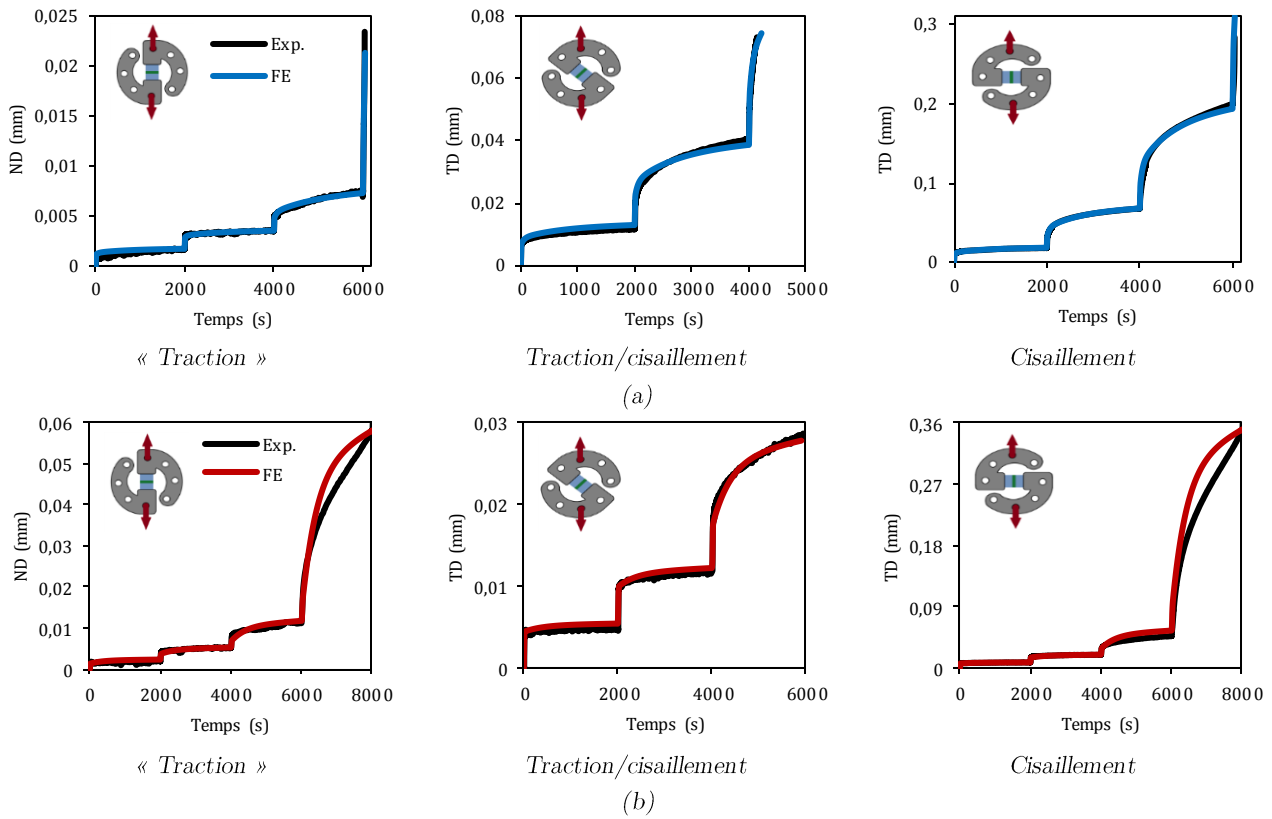 0,025
0,02
0,015
0,01
0,005
0
ND (mm)
Exp.
FE
0 2000 4000 6000
Temps (s)
« Traction »
0,08
0,06
0,04
0,02
0
TD (mm)
0 1000 2000 3000 4000 5000
Temps (s)
Traction/cisaillement
0,3
0,2
0,1
0
TD (mm)
0 2000 4000 6000
Temps (s)
Cisaillement
(a)
0,06
0,05
0,04
0,03
0,02
0,01
0
ND (mm)
Exp.
FE
0 2000 4000 6000 8000
Temps (s)
« Traction »
0,03
0,02
0,01
0
TD (mm)
0 2000 4000 6000
Temps (s)
Traction/cisaillement
0,36
0,27
0,18
0,09
0
TD (mm)
0 2000 4000 6000 8000
Temps (s)
Cisaillement
(b)